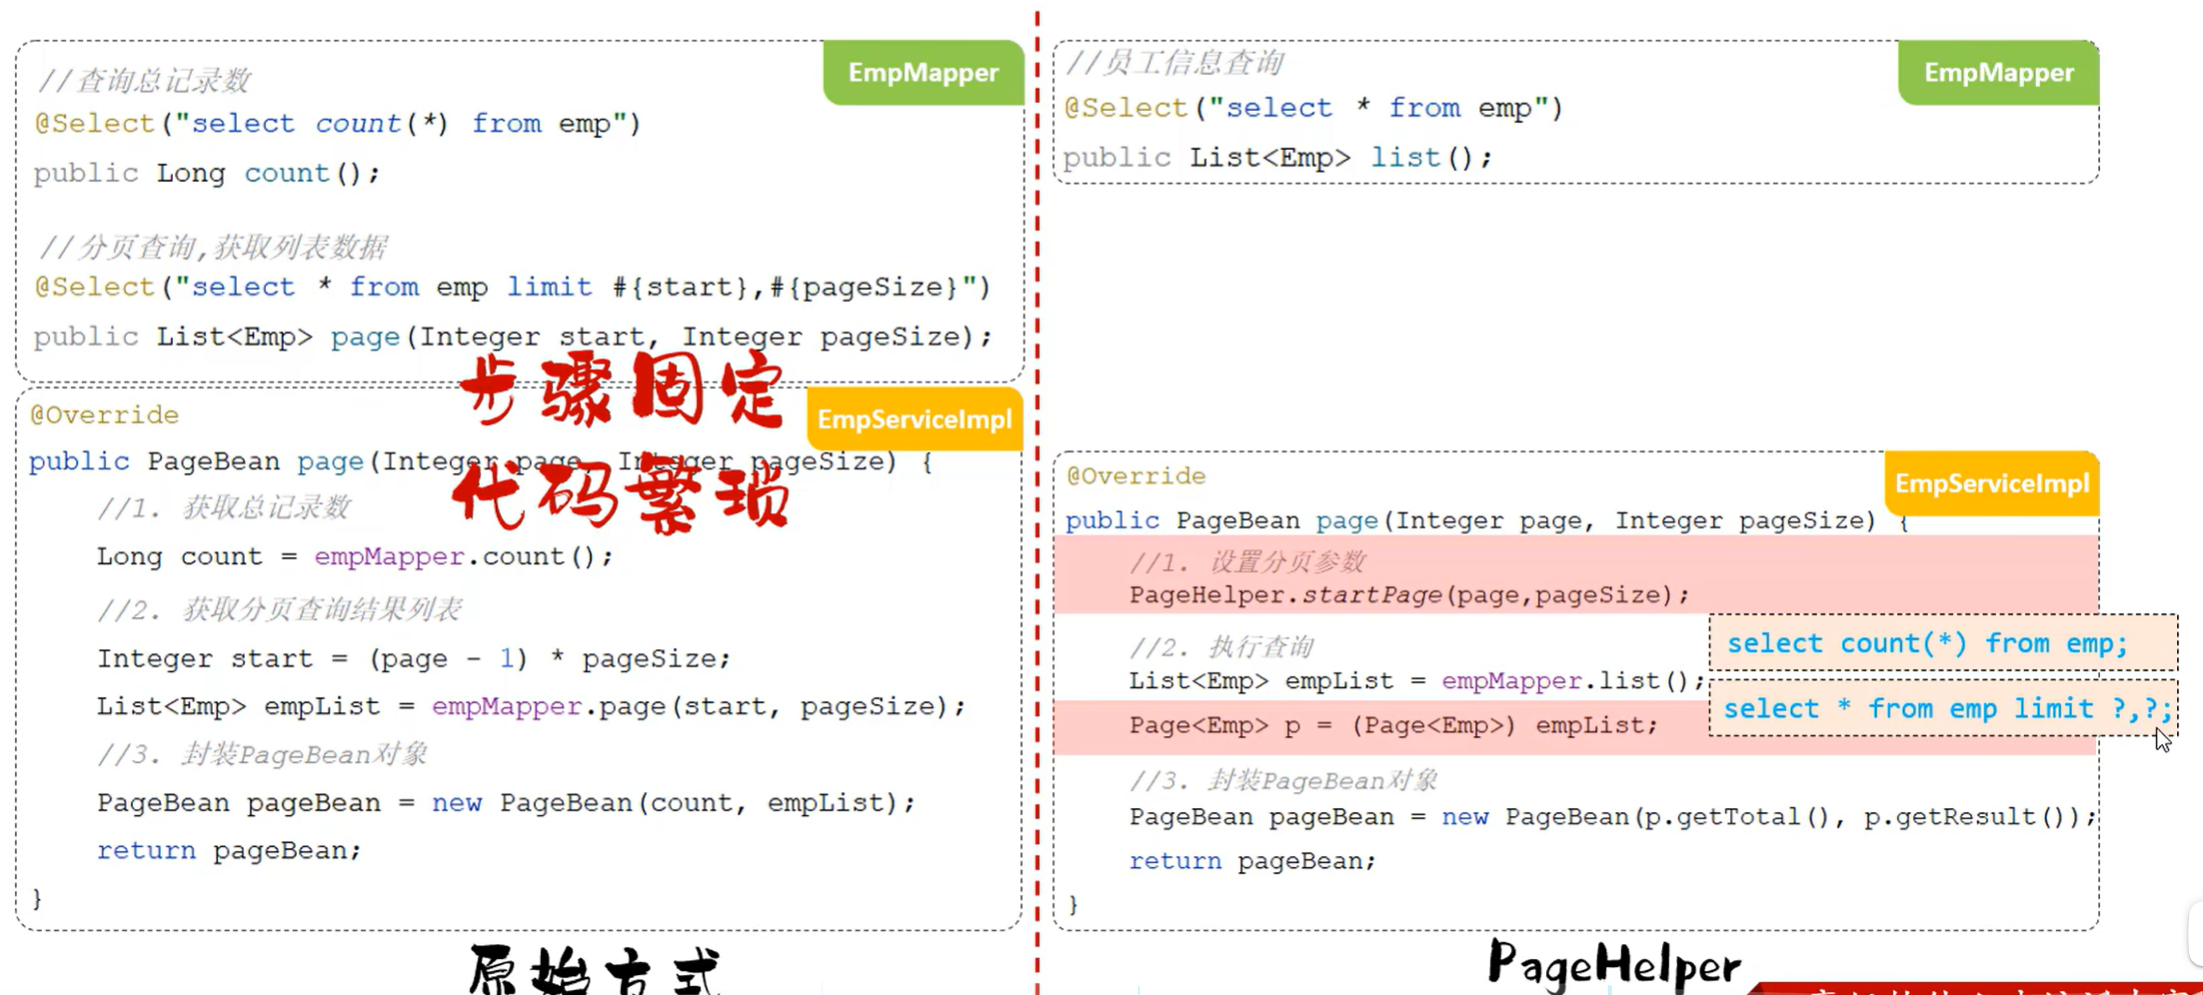 EmpMapper
//查询总记录数
@Select("select count(*) from emp")
public Long count();
//分页查询,获取列表数据
@Select("select * from emp limit #{start},#{pageSize}")
public List<Emp> page(Integer start, Integer pageSize);
步骤固定
代码繁琐
EmpServiceImpl
@Override
public PageBean page(Integer page, Integer pageSize) {
//1. 获取总记录数
Long count = empMapper.count();
//2. 获取分页查询结果列表
Integer start = (page - 1) * pageSize;
List<Emp> empList = empMapper.page(start, pageSize);
//3. 封装PageBean对象
PageBean pageBean = new PageBean(count, empList);
return pageBean;
}
原始方式
EmpMapper
//员工信息查询
@Select("select * from emp")
public List<Emp> list();
EmpServiceImpl
@Override
public PageBean page(Integer page, Integer pageSize) {
//1. 设置分页参数
PageHelper.startPage(page,pageSize);
//2. 执行查询
List<Emp> empList = empMapper.list();
select count(*) from emp;
select * from emp limit ?,?;
Page<Emp> p = (Page<Emp>) empList;
//3. 封装PageBean对象
PageBean pageBean = new PageBean(p.getTotal(), p.getResult());
return pageBean;
}
PageHelper